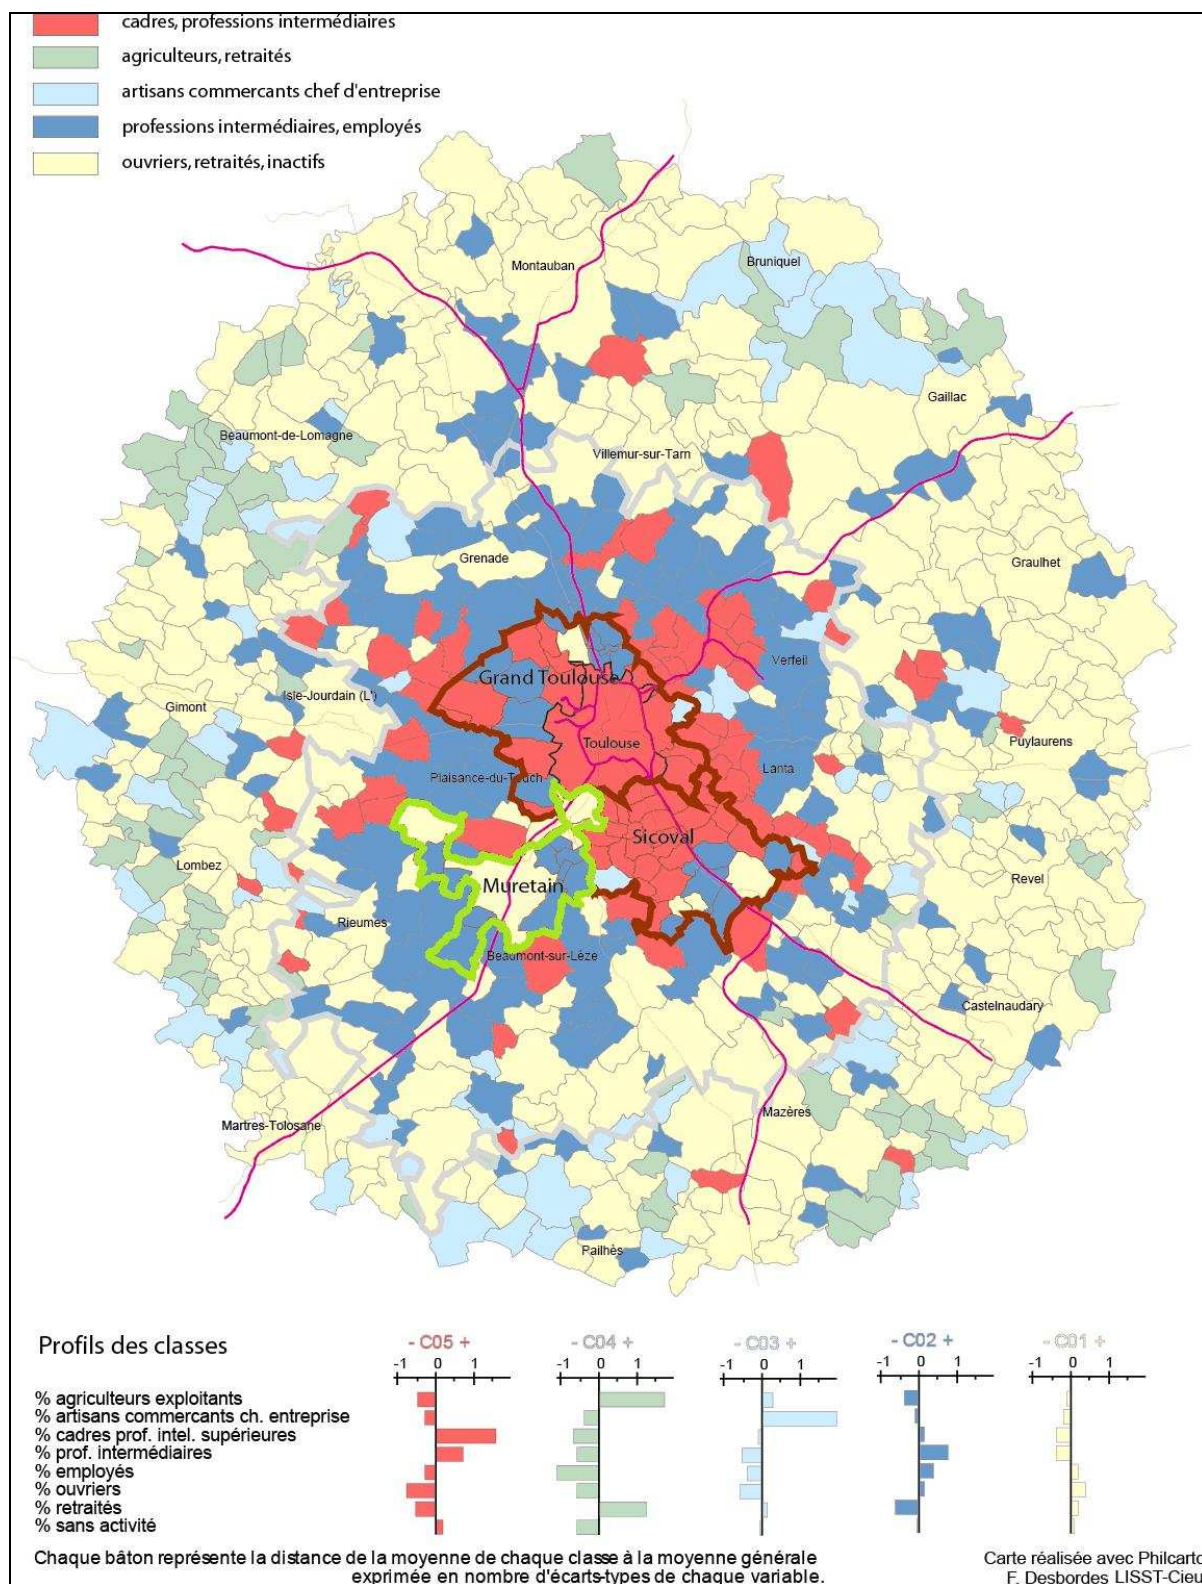 cadres, professions intermédiaires
agriculteurs, retraités
artisans commercants chef d'entreprise
professions intermédiaires, employés
ouvriers, retraités, inactifs
Montauban
Bruniquel
Gaillac
Beaumont-de-Lomagne
Villemur-sur-Tarn
Grenade
Graulhet
Verfeil
Grand Toulouse
Isle-Jourdain (L')
Gimont
Toulouse
Puylaurens
Plaisance-du-Touch
Lanta
Sicoval
Lombez
Muretain
Revel
Rieumes
Beaumont-sur-Lèze
Castelnaudary
Mazères
Martres-Tolosane
Pailhès
Profils des classes
- C05 +
- C04 +
- C03 +
- C02 +
- C01 +
-1 0 1
-1 0 1
-1 0 1
-1 0 1
-1 0 1
% agriculteurs exploitants
% artisans commercants ch. entreprise
% cadres prof. intel. supérieures
% prof. intermédiaires
% employés
% ouvriers
% retraités
% sans activité
Chaque bâton représente la distance de la moyenne de chaque classe à la moyenne générale
exprimée en nombre d'écarts-types de chaque variable.
Carte réalisée avec Philcarto
F. Desbordes LISST-Cieu